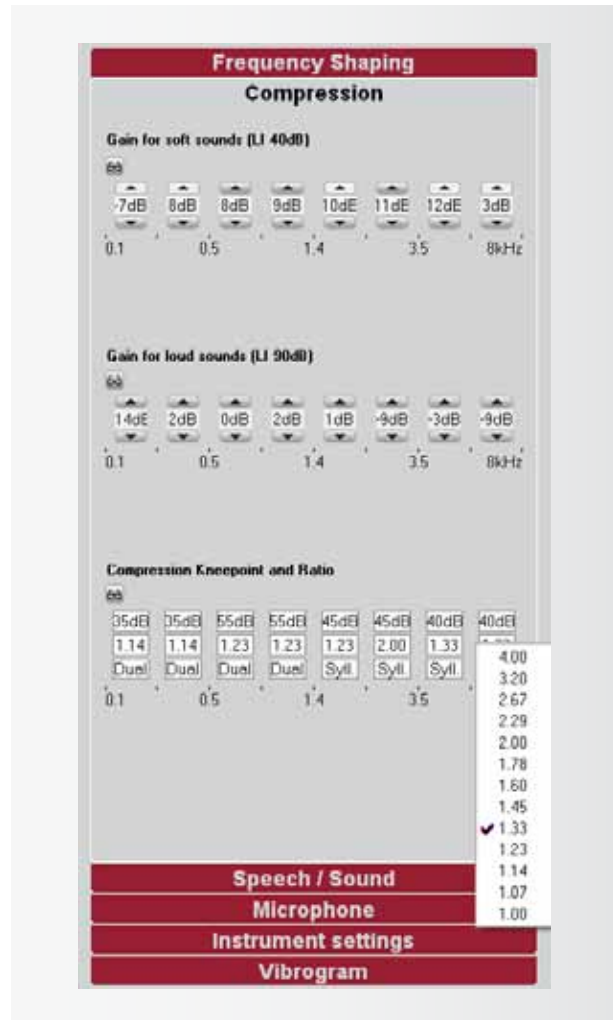 Frequency Shaping
Compression
Gain for soft sounds (LI 40dB)
-7dB 8dB 8dB 9dB 10dE 11dE 12dE 3dB
0.1 0.5 1.4 3.5 8kHz
Gain for loud sounds (LI 90dB)
14dE 2dB 0dB 2dB 1dB -9dB -3dB -9dB
0.1 0.5 1.4 3.5 8kHz
Compression Kneepoint and Ratio
35dB 35dB 55dB 55dB 45dB 45dB 40dB 40dB
1.14 1.14 1.23 1.23 1.23 2.00 1.33
Dual Dual Dual Dual Syll. Syll. Syll.
0.1 0.5 1.4 3.5
4.00
3.20
2.67
2.29
2.00
1.78
1.60
1.45
1.33
1.23
1.14
1.07
1.00
Speech / Sound
Microphone
Instrument settings
Vibrogram